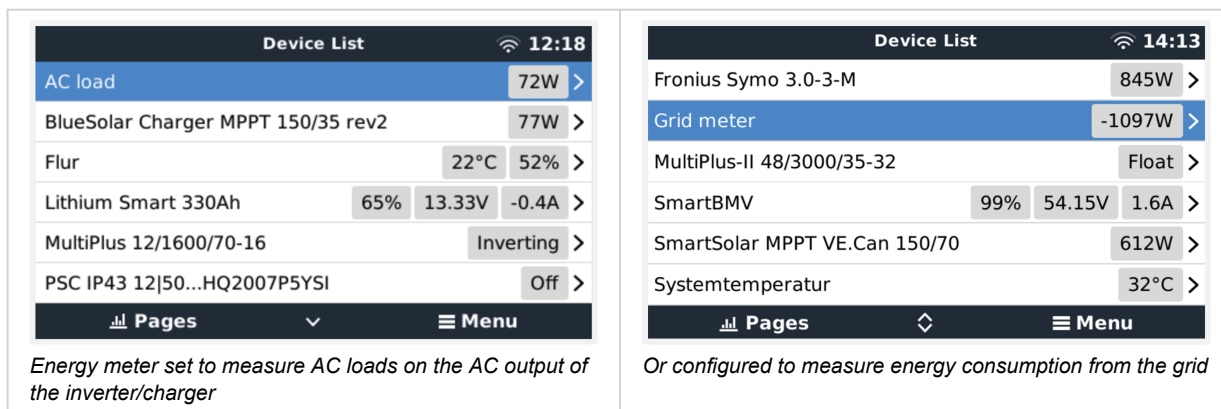 Device List 12:18
AC load 72W
BlueSolar Charger MPPT 150/35 rev2 77W
Flur 22°C 52%
Lithium Smart 330Ah 65% 13.33V -0.4A
MultiPlus 12/1600/70-16 Inverting
PSC IP43 12|50...HQ2007P5YSI Off
Pages Menu
Energy meter set to measure AC loads on the AC output of
the inverter/charger
Device List 14:13
Fronius Symo 3.0-3-M 845W
Grid meter -1097W
MultiPlus-II 48/3000/35-32 Float
SmartBMV 99% 54.15V 1.6A
SmartSolar MPPT VE.Can 150/70 612W
Systemtemperatur 32°C
Pages Menu
Or configured to measure energy consumption from the grid